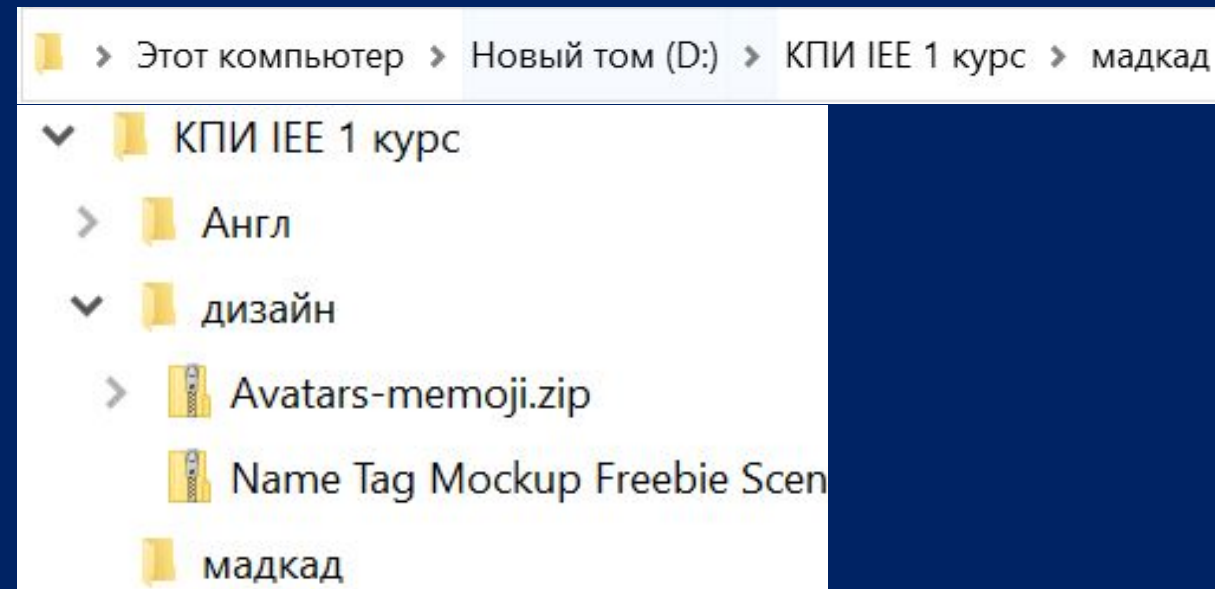 Этот компьютер > Новый том (D:) > КПИ IEE 1 курс > мадкад
КПИ IEE 1 курс
Англ
дизайн
Avatars-memoji.zip
Name Tag Mockup Freebie Scen
мадкад